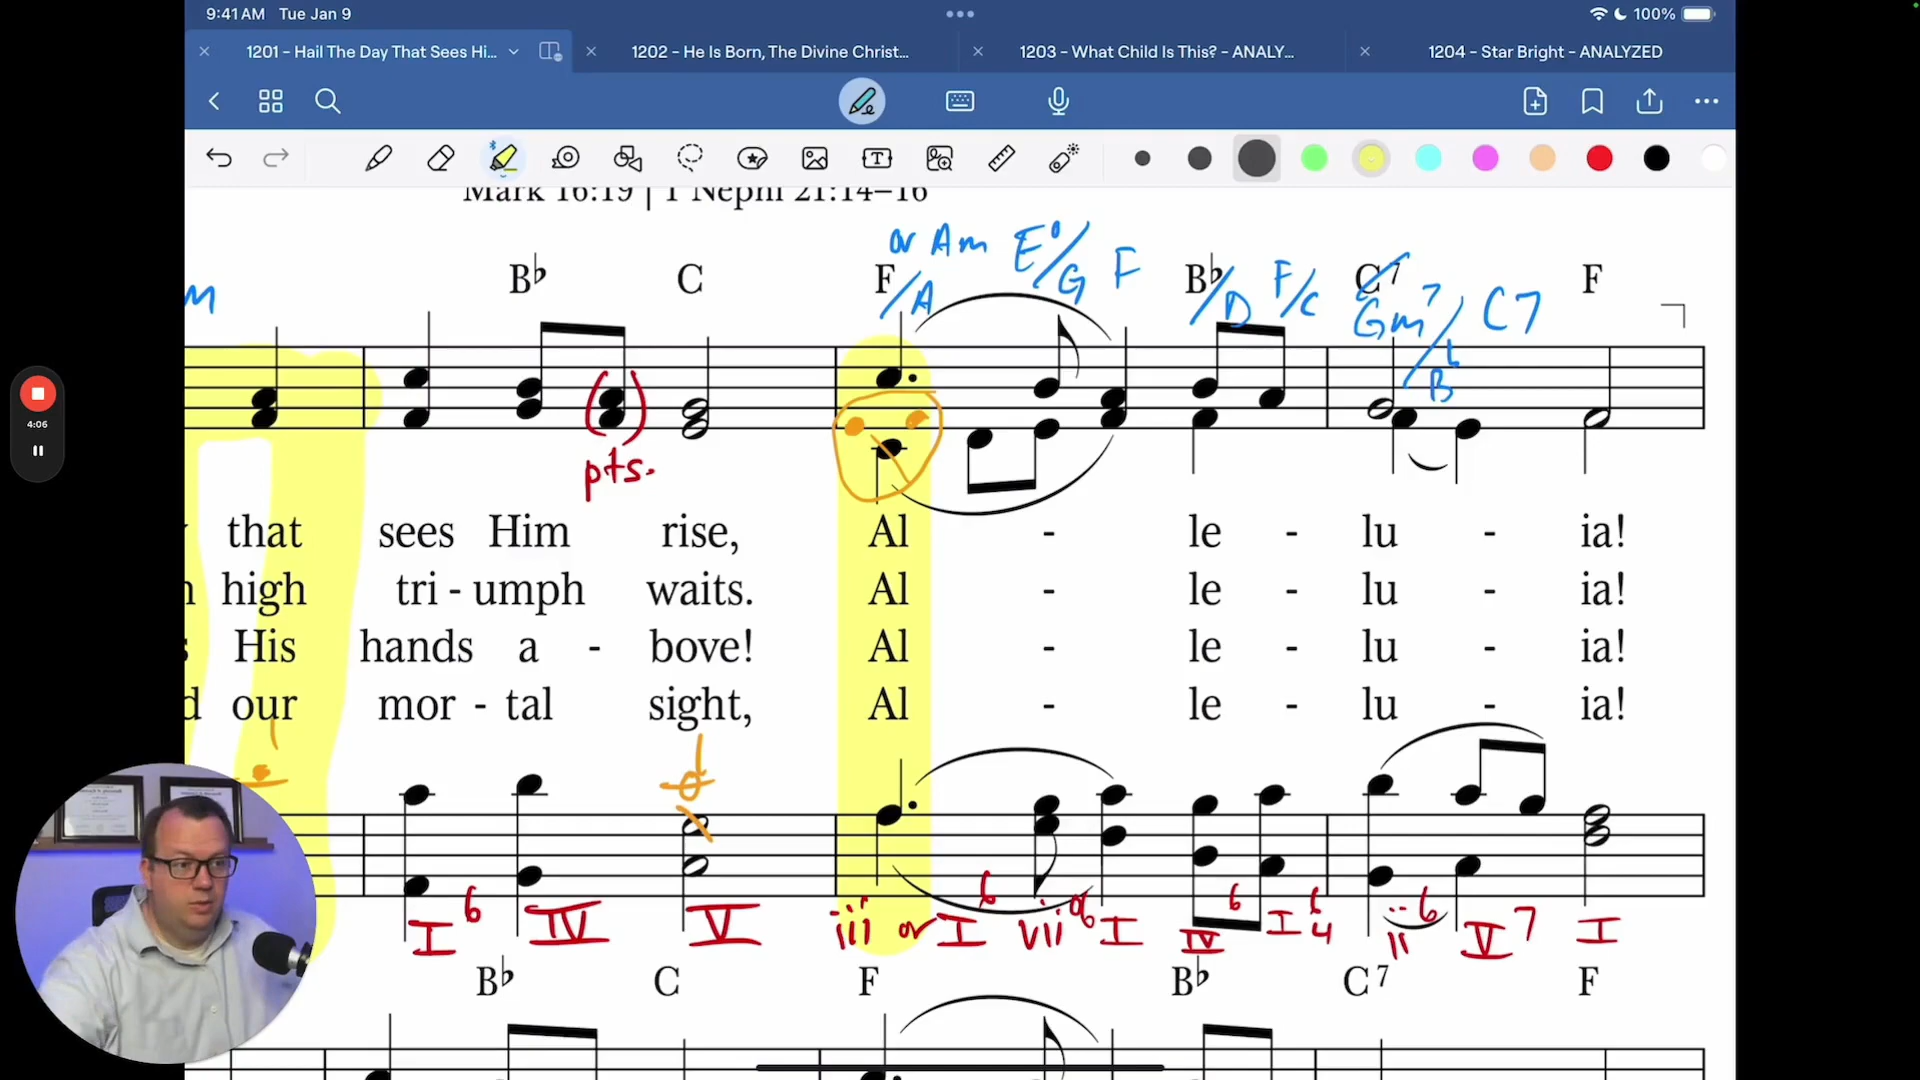 9:41 AM Tue Jan 9 100%
1201 - Hail The Day That Sees Hi... 1202 - He Is Born, The Divine Christ... 1203 - What Child Is This? - ANALY... 1204 - Star Bright - ANALYZED
Mark 16:19 | 1 Nephi 21:14–16
or Am E°/G F
B♭ C F/A B♭/D F/C C7 F
m Gm7/B♭ C7
pts.
that sees Him rise, Al - le - lu - ia!
high tri - umph waits. Al - le - lu - ia!
His hands a - bove! Al - le - lu - ia!
our mor - tal sight, Al - le - lu - ia!
I6 IV V iii or I6 vii°6 I IV6 I64 ii6 V7 I
B♭ C F B♭ C7 F
4:06